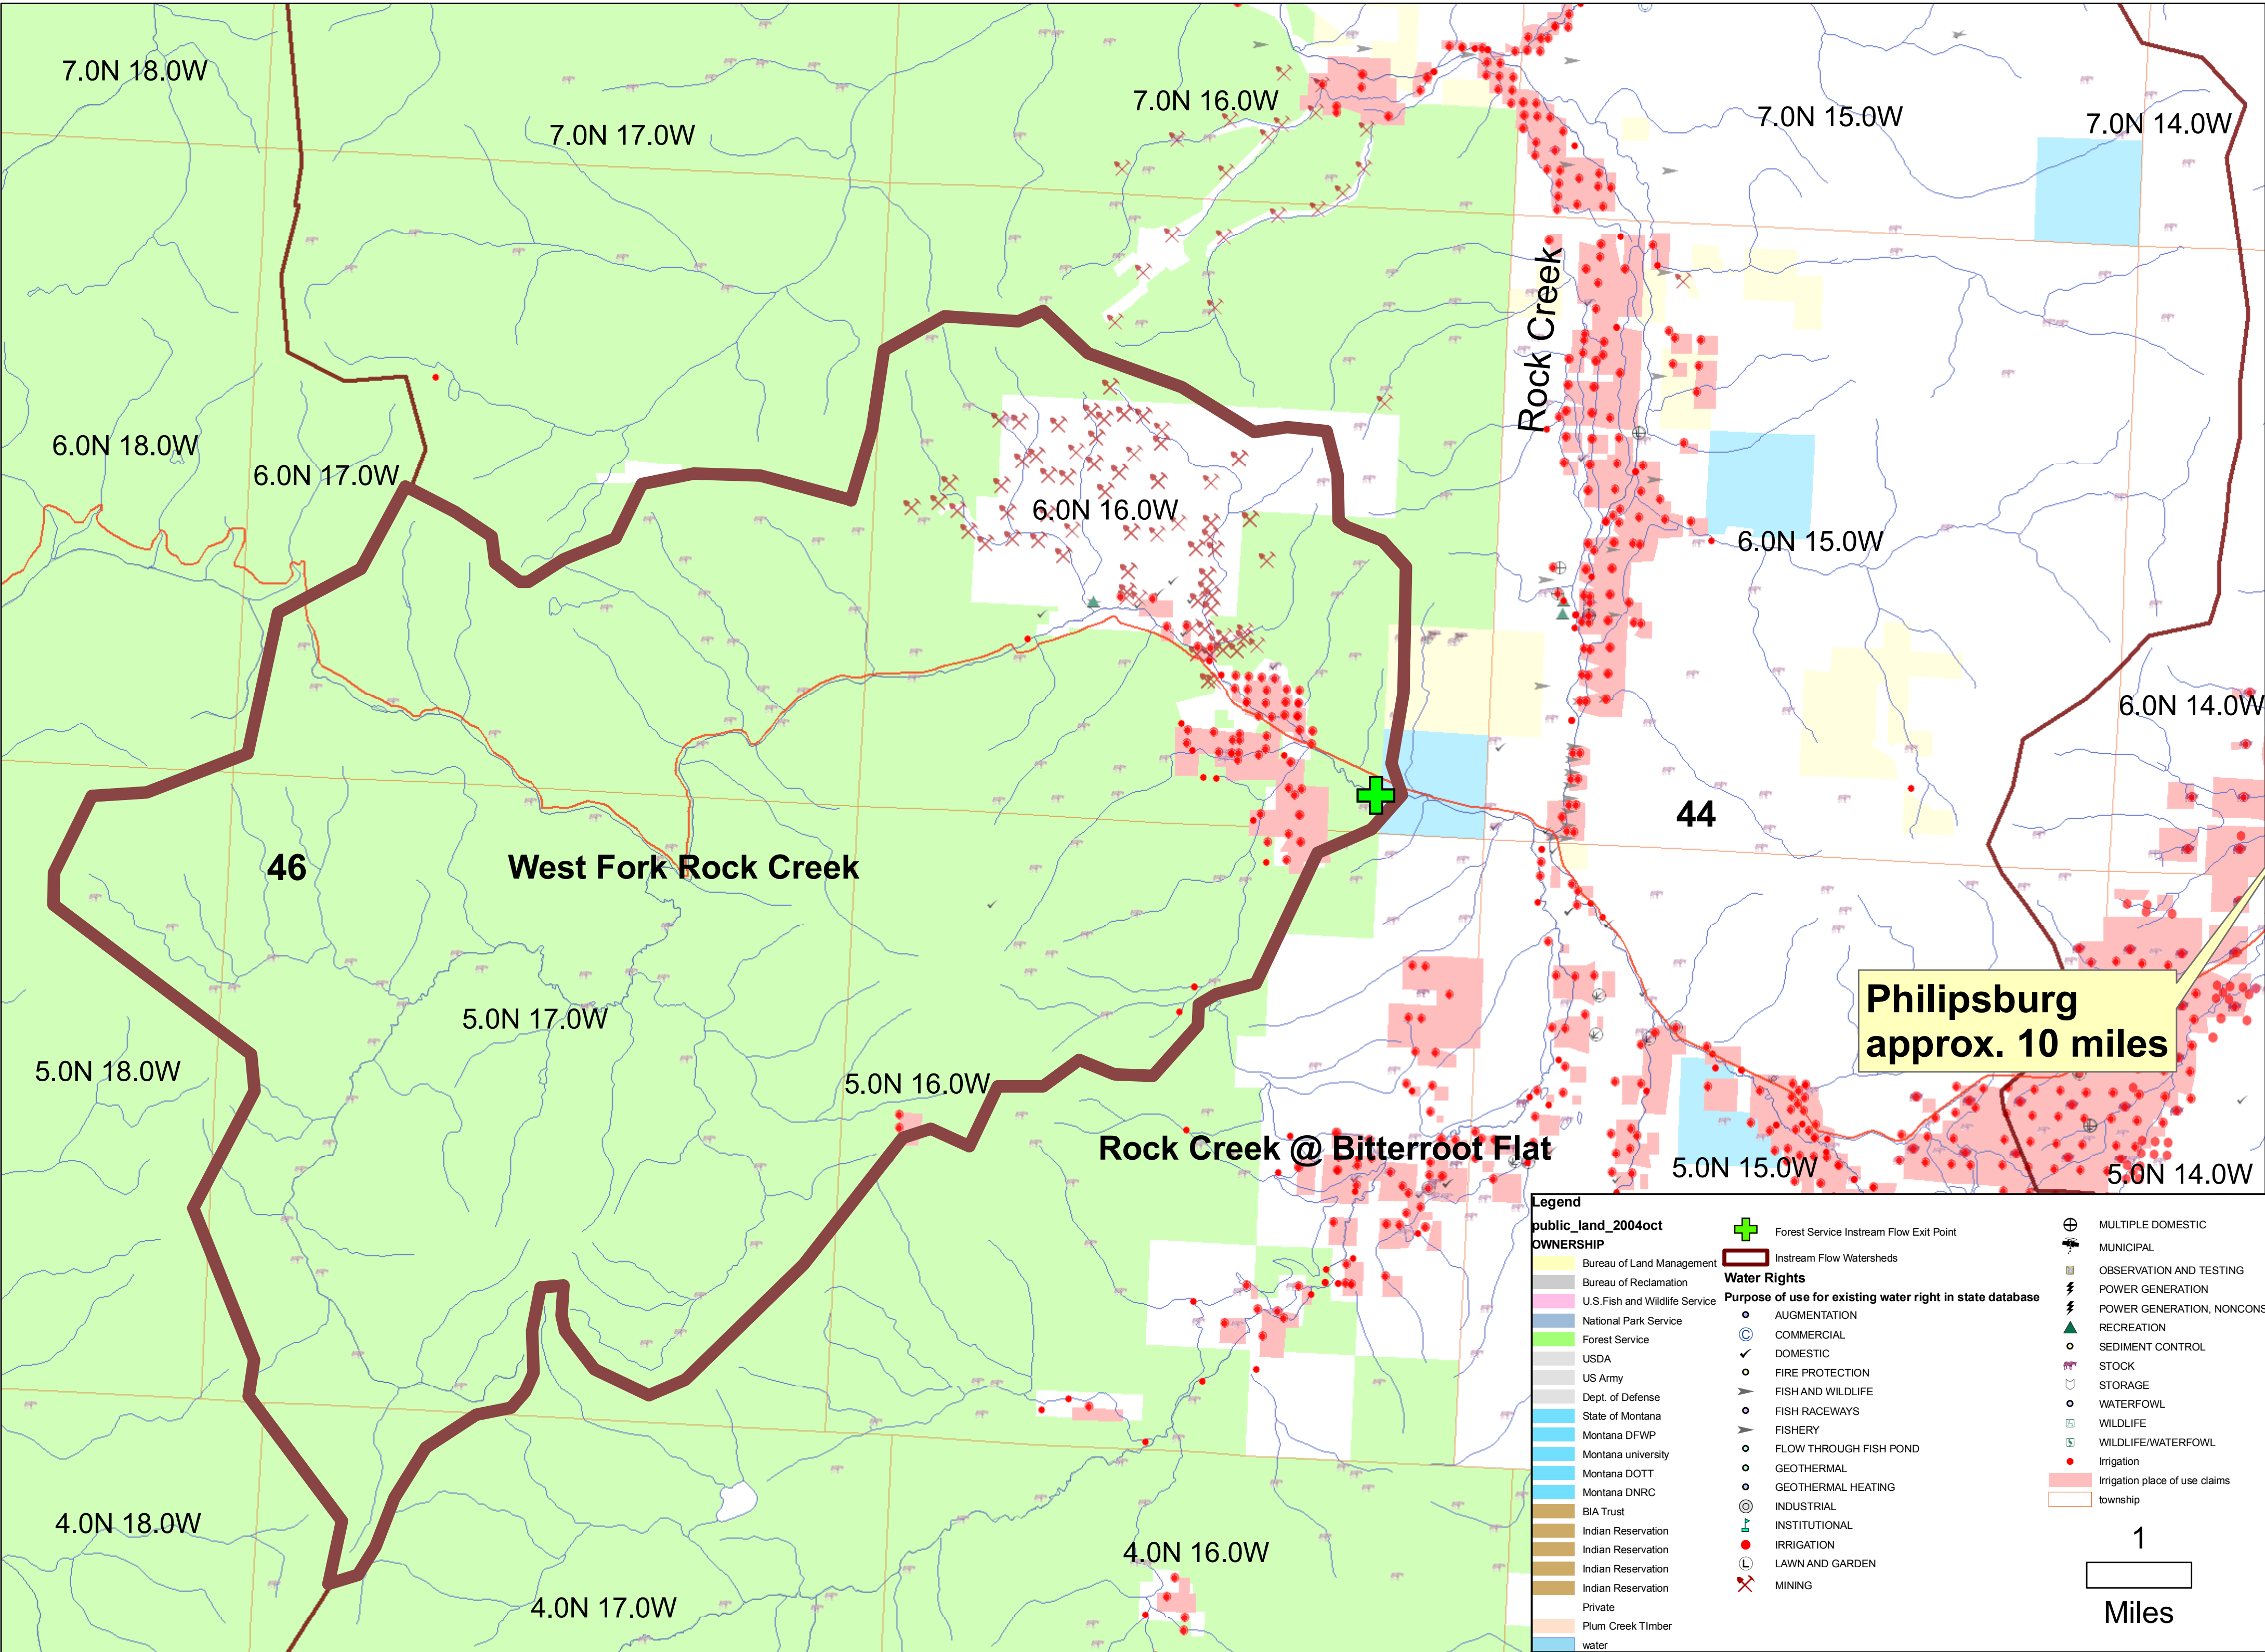 7.0N 18.0W
7.0N 17.0W
7.0N 16.0W
7.0N 15.0W
7.0N 14.0W
Rock Creek
6.0N 18.0W
6.0N 17.0W
6.0N 16.0W
6.0N 15.0W
6.0N 14.0W
46
West Fork Rock Creek
44
Philipsburg
approx. 10 miles
5.0N 18.0W
5.0N 17.0W
5.0N 16.0W
Rock Creek @ Bitterroot Flat
5.0N 15.0W
5.0N 14.0W
4.0N 18.0W
4.0N 17.0W
4.0N 16.0W
Legend
public_land_2004oct
OWNERSHIP
Bureau of Land Management
Bureau of Reclamation
U.S.Fish and Wildlife Service
National Park Service
Forest Service
USDA
US Army
Dept. of Defense
State of Montana
Montana DFWP
Montana university
Montana DOTT
Montana DNRC
BIA Trust
Indian Reservation
Indian Reservation
Indian Reservation
Indian Reservation
Private
Plum Creek TImber
water
Forest Service Instream Flow Exit Point
Instream Flow Watersheds
Water Rights
Purpose of use for existing water right in state database
AUGMENTATION
C COMMERCIAL
DOMESTIC
FIRE PROTECTION
FISH AND WILDLIFE
FISH RACEWAYS
FISHERY
FLOW THROUGH FISH POND
GEOTHERMAL
GEOTHERMAL HEATING
INDUSTRIAL
INSTITUTIONAL
IRRIGATION
L LAWN AND GARDEN
MINING
MULTIPLE DOMESTIC
MUNICIPAL
OBSERVATION AND TESTING
POWER GENERATION
POWER GENERATION, NONCONS
RECREATION
SEDIMENT CONTROL
STOCK
STORAGE
WATERFOWL
WILDLIFE
WILDLIFE/WATERFOWL
Irrigation
Irrigation place of use claims
township
1
Miles